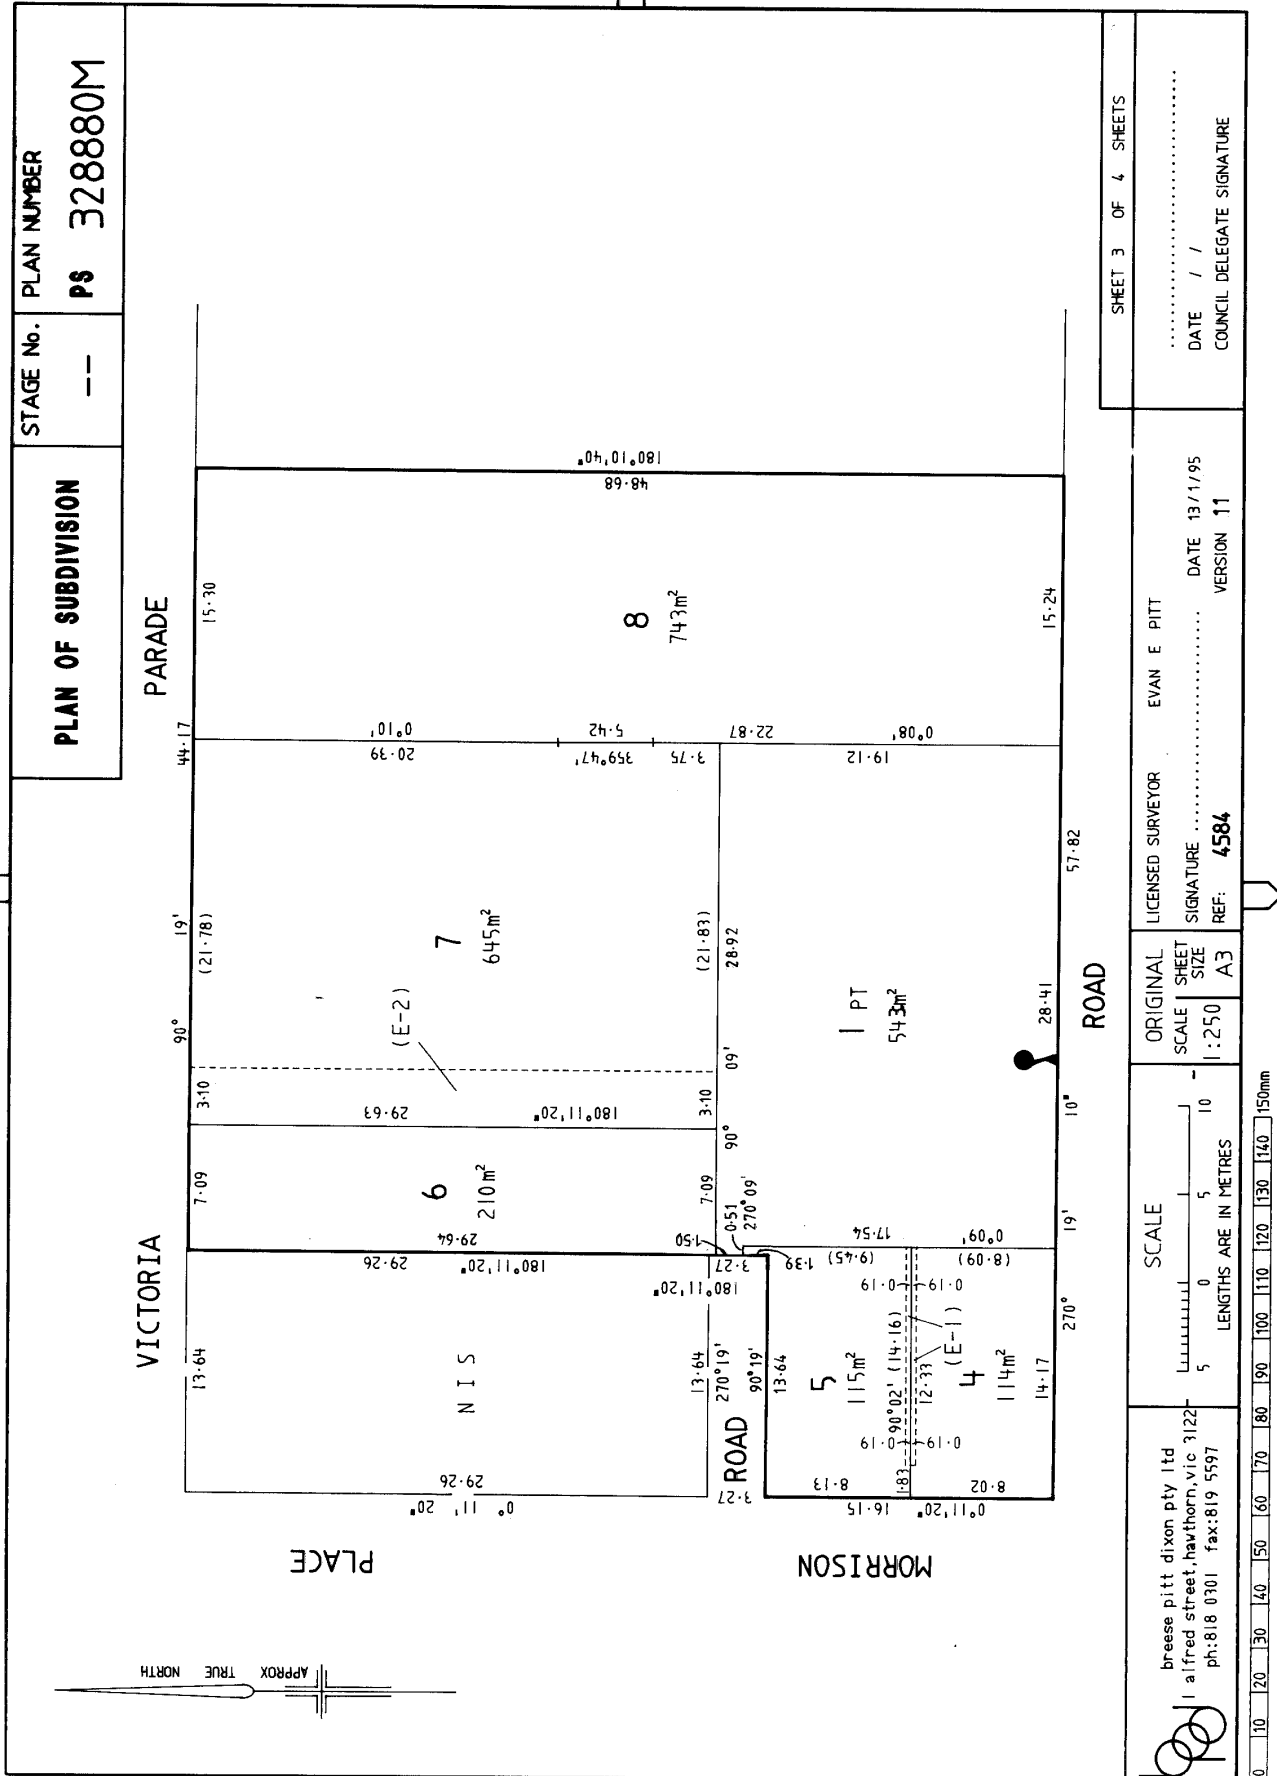 PLAN OF SUBDIVISION
STAGE No.
--
PLAN NUMBER
PS 328880M
VICTORIA
PARADE
90°
19'
44·17
13·64
7·09
3·10
(21·78)
15·30
N I S
29·26
0° 11' 20"
29·26
180°11'20"
29·64
6
210m²
29·63
180°11'20"
(E-2)
7
645m²
20·39
0°10'
359°47'
5·42
3·75
22·87
8
743m²
48·68
180°10'40"
13·64
270°19'
3·27
ROAD
3·27
180°11'20"
1·50
7·09
3·10
(21·83)
90°
09'
28·92
0·51
270°09'
1·39
90°19'
13·64
5
115m²
8·13
16·15
0°11'20"
8·02
1·83
90°02' (14·16)
12·33
0·19
0·19
0·19
0·19
(E-1)
4
114m²
14·17
(9·45)
17·54
(8·09)
0°09'
1 PT
543m²
19·12
0°08'
28·41
15·24
270°
19'
10"
57·82
ROAD
PLACE
MORRISON
APPROX TRUE NORTH
SHEET 3 OF 4 SHEETS
breese pitt dixon pty ltd
1 alfred street,hawthorn,vic 3122
ph:818 0301 fax:819 5597
SCALE
5 0 5 10
LENGTHS ARE IN METRES
ORIGINAL
SCALE
1:250
SHEET SIZE
A3
LICENSED SURVEYOR EVAN E PITT
SIGNATURE .......................... DATE 13/1/95
REF: 4584
VERSION 11
DATE / /
COUNCIL DELEGATE SIGNATURE
0 10 20 30 40 50 60 70 80 90 100 110 120 130 140 150mm